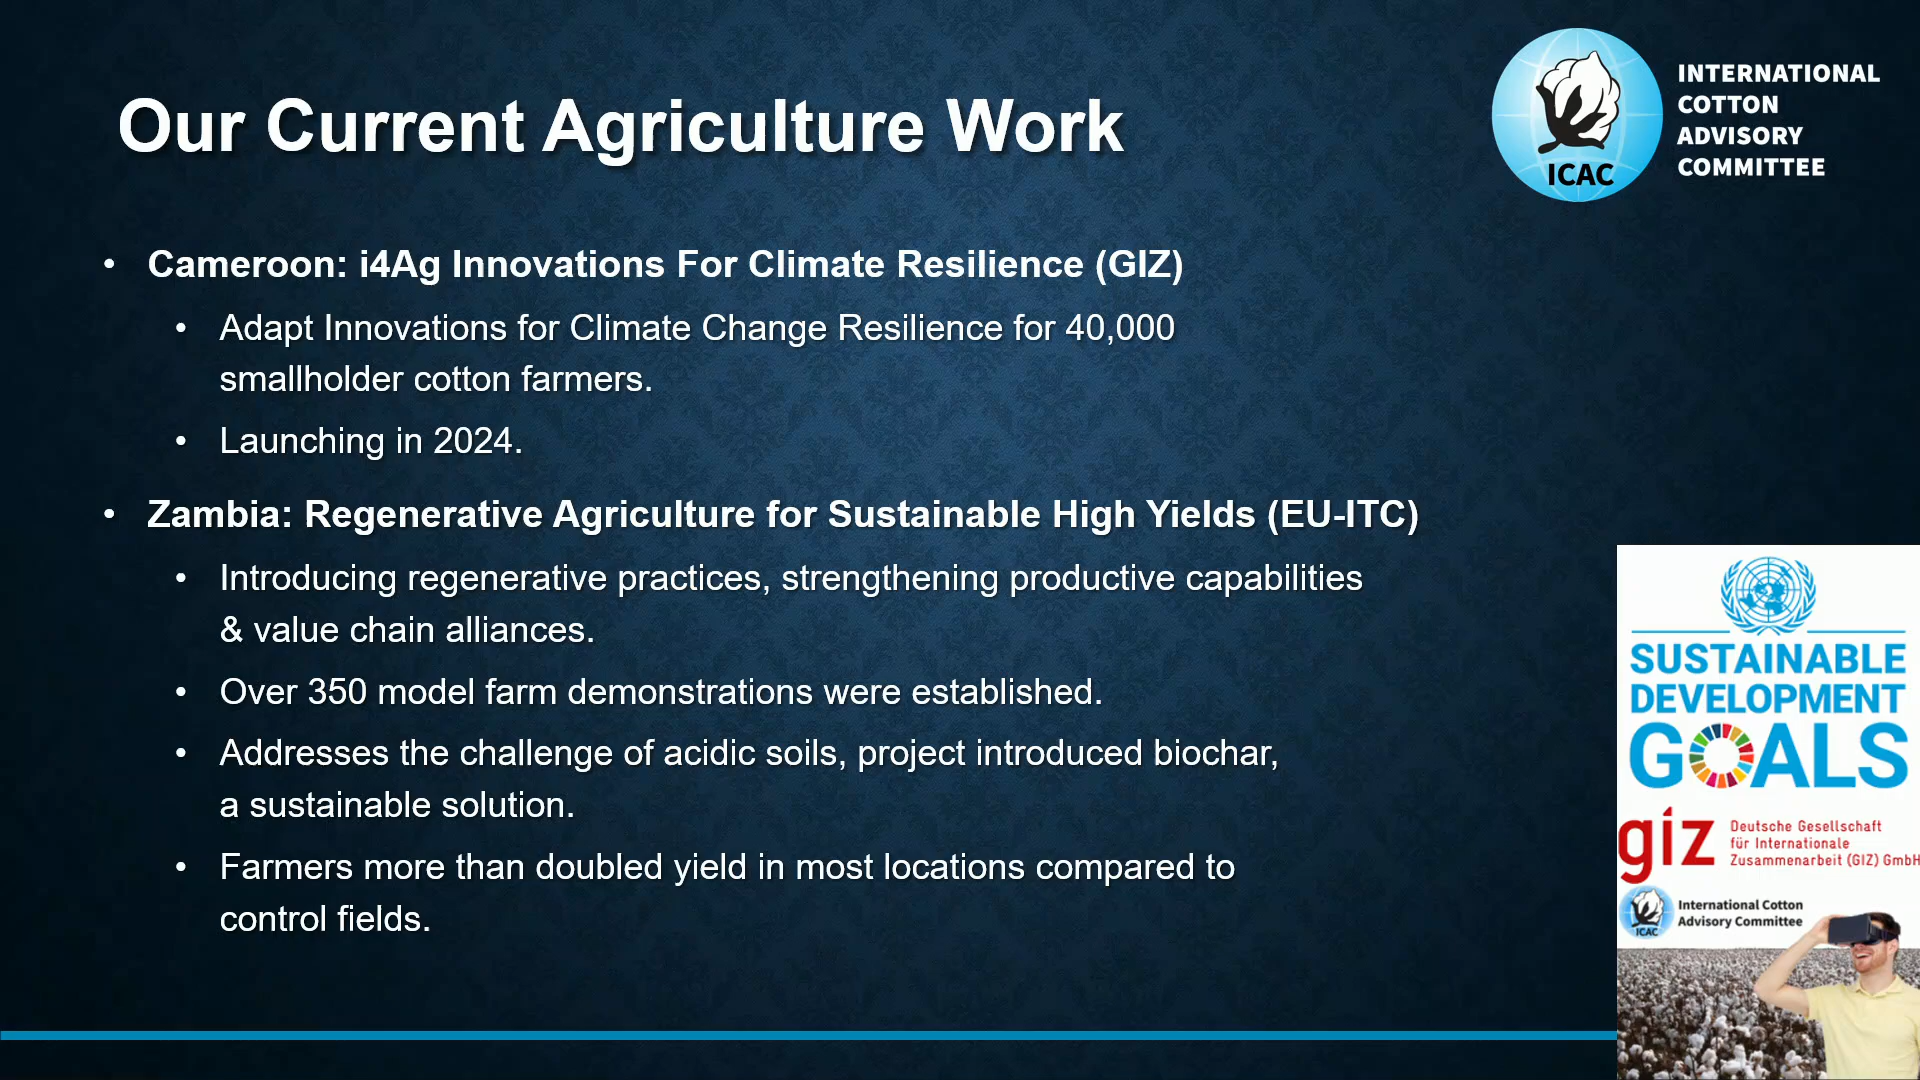 Our Current Agriculture Work
ICAC
INTERNATIONAL
COTTON
ADVISORY
COMMITTEE
• Cameroon: i4Ag Innovations For Climate Resilience (GIZ)
• Adapt Innovations for Climate Change Resilience for 40,000
smallholder cotton farmers.
• Launching in 2024.
• Zambia: Regenerative Agriculture for Sustainable High Yields (EU-ITC)
• Introducing regenerative practices, strengthening productive capabilities
& value chain alliances.
• Over 350 model farm demonstrations were established.
• Addresses the challenge of acidic soils, project introduced biochar,
a sustainable solution.
• Farmers more than doubled yield in most locations compared to
control fields.
SUSTAINABLE
DEVELOPMENT
GOALS
giz
Deutsche Gesellschaft
für Internationale
Zusammenarbeit (GIZ) GmbH
ICAC
International Cotton
Advisory Committee